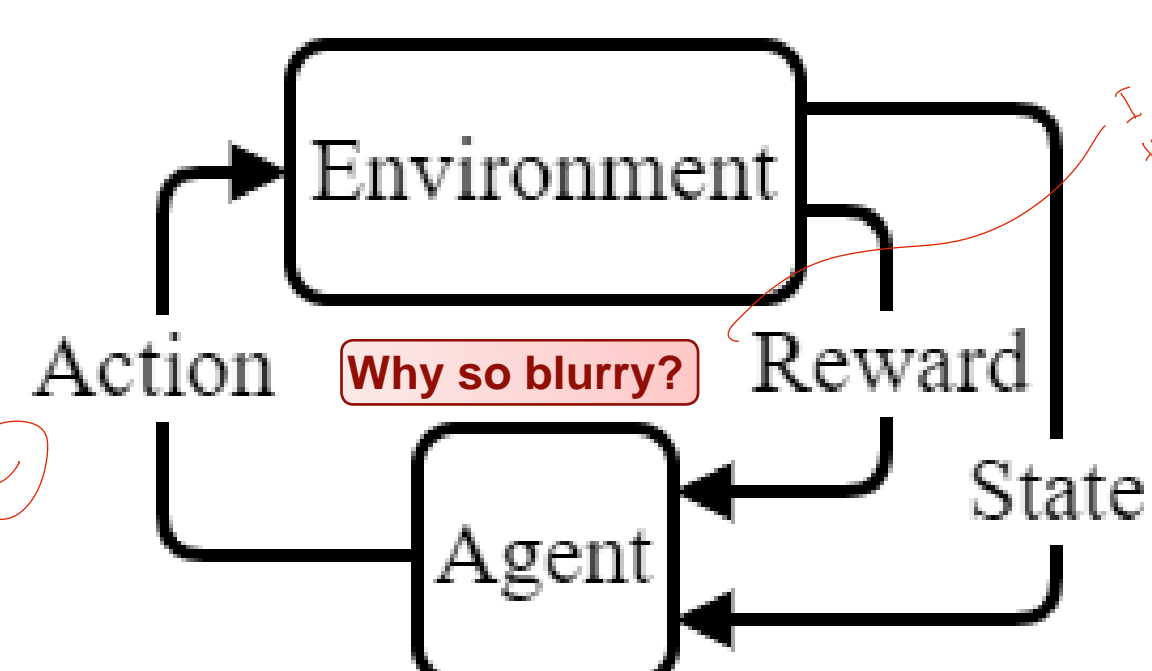 Environment
Action
Why so blurry?
Reward
State
Agent